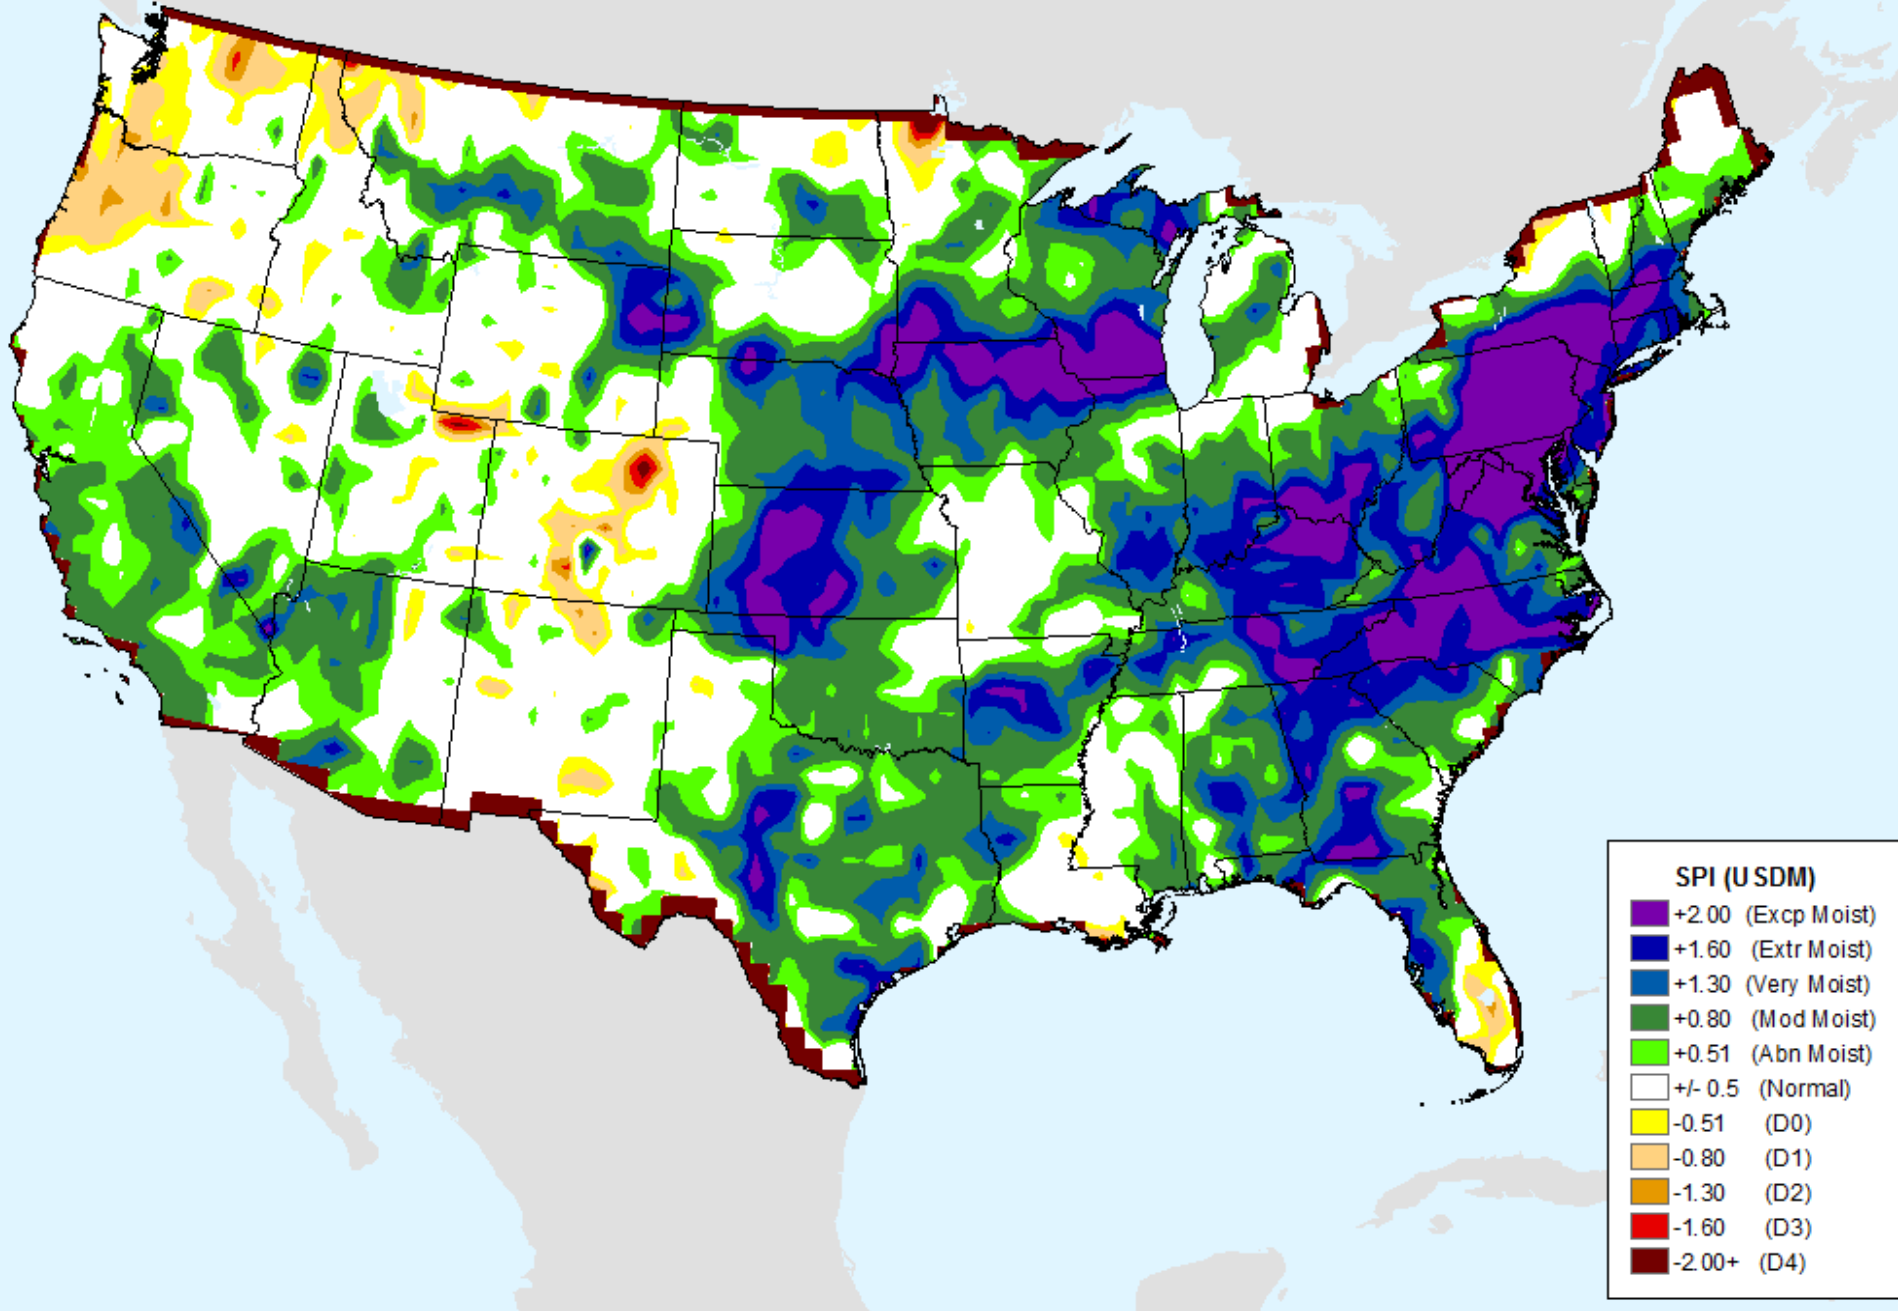 SPI (USDM)
+2.00 (Excp Moist)
+1.60 (Extr Moist)
+1.30 (Very Moist)
+0.80 (Mod Moist)
+0.51 (Abn Moist)
+/- 0.5 (Normal)
-0.51 (D0)
-0.80 (D1)
-1.30 (D2)
-1.60 (D3)
-2.00+ (D4)